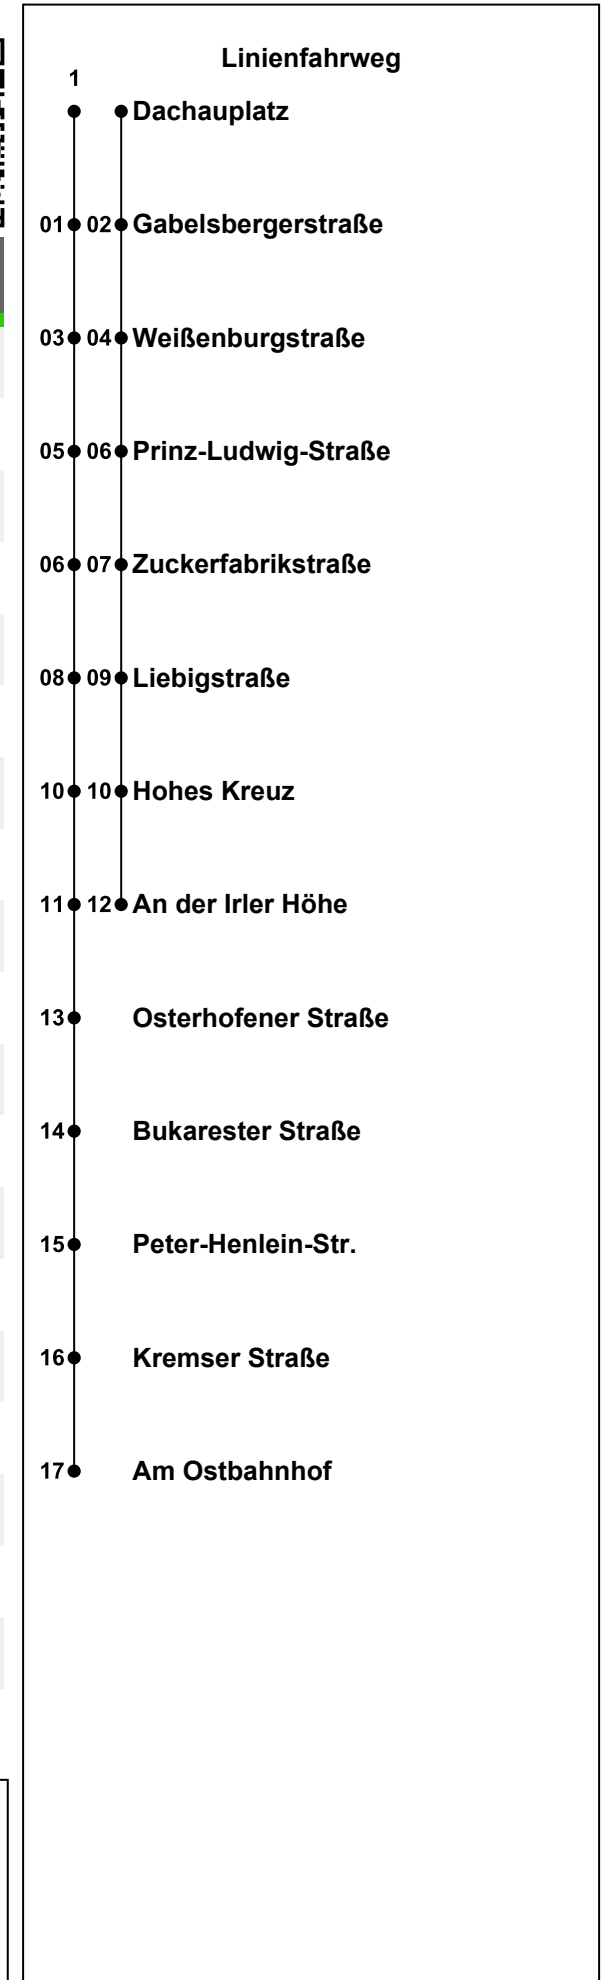 Linienfahrweg
1
Dachauplatz
01 02 Gabelsbergerstraße
03 04 Weißenburgstraße
05 06 Prinz-Ludwig-Straße
06 07 Zuckerfabrikstraße
08 09 Liebigstraße
10 10 Hohes Kreuz
11 12 An der Irler Höhe
13 Osterhofener Straße
14 Bukarester Straße
15 Peter-Henlein-Str.
16 Kremser Straße
17 Am Ostbahnhof